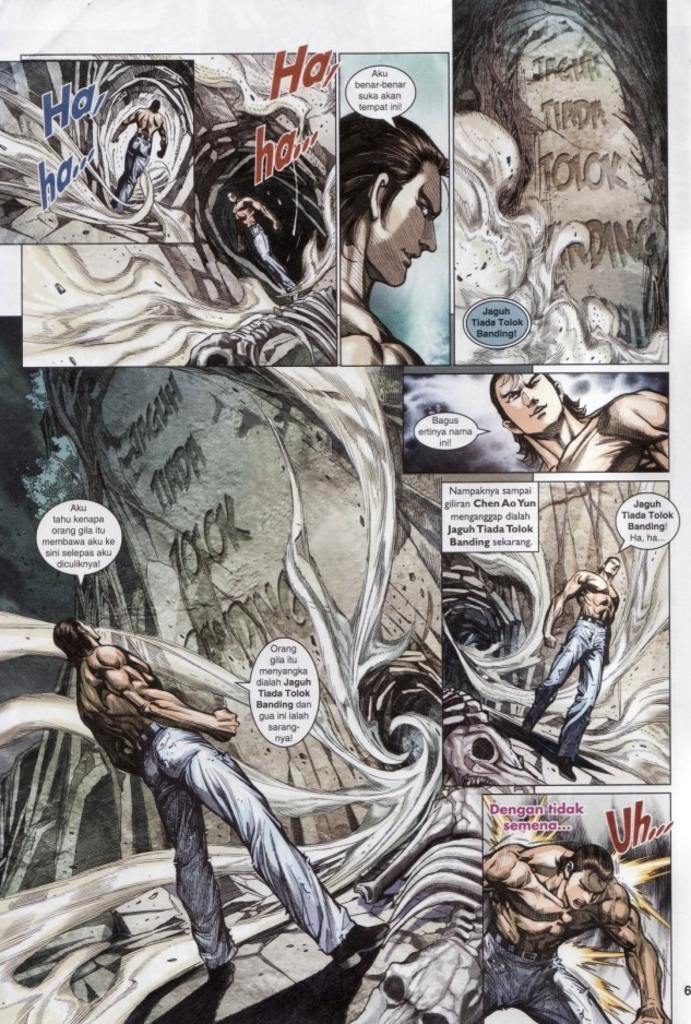 Ha,
ha...
Ha,
ha...
Aku
benar-benar
suka akan
tempat ini!
JAGUH
TIADA
TOLOK
BANDING
Jaguh
Tiada Tolok
Banding!
Bagus
ertinya nama
ini!
JAGUH
TIADA
TOLOK
BANDING
Aku
tahu kenapa
orang gila itu
membawa aku ke
sini selepas aku
diculiknya!
Orang
gila itu
menyangka
dialah Jaguh
Tiada Tolok
Banding dan
gua ini ialah
sarang-
nya!
Nampaknya sampai
giliran Chen Ao Yun
menganggap dialah
Jaguh Tiada Tolok
Banding sekarang.
Jaguh
Tiada Tolok
Banding!
Ha, ha...
Dengan tidak
semena...
Uh...
6